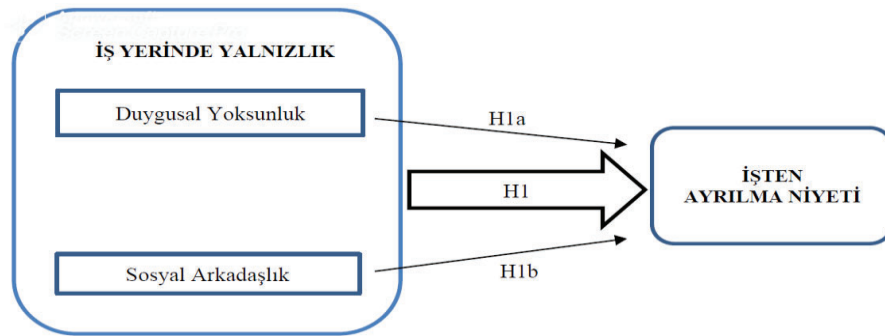 İŞ YERİNDE YALNIZLIK
Duygusal Yoksunluk
H1a
H1
İŞTEN
AYRILMA NİYETİ
Sosyal Arkadaşlık
H1b